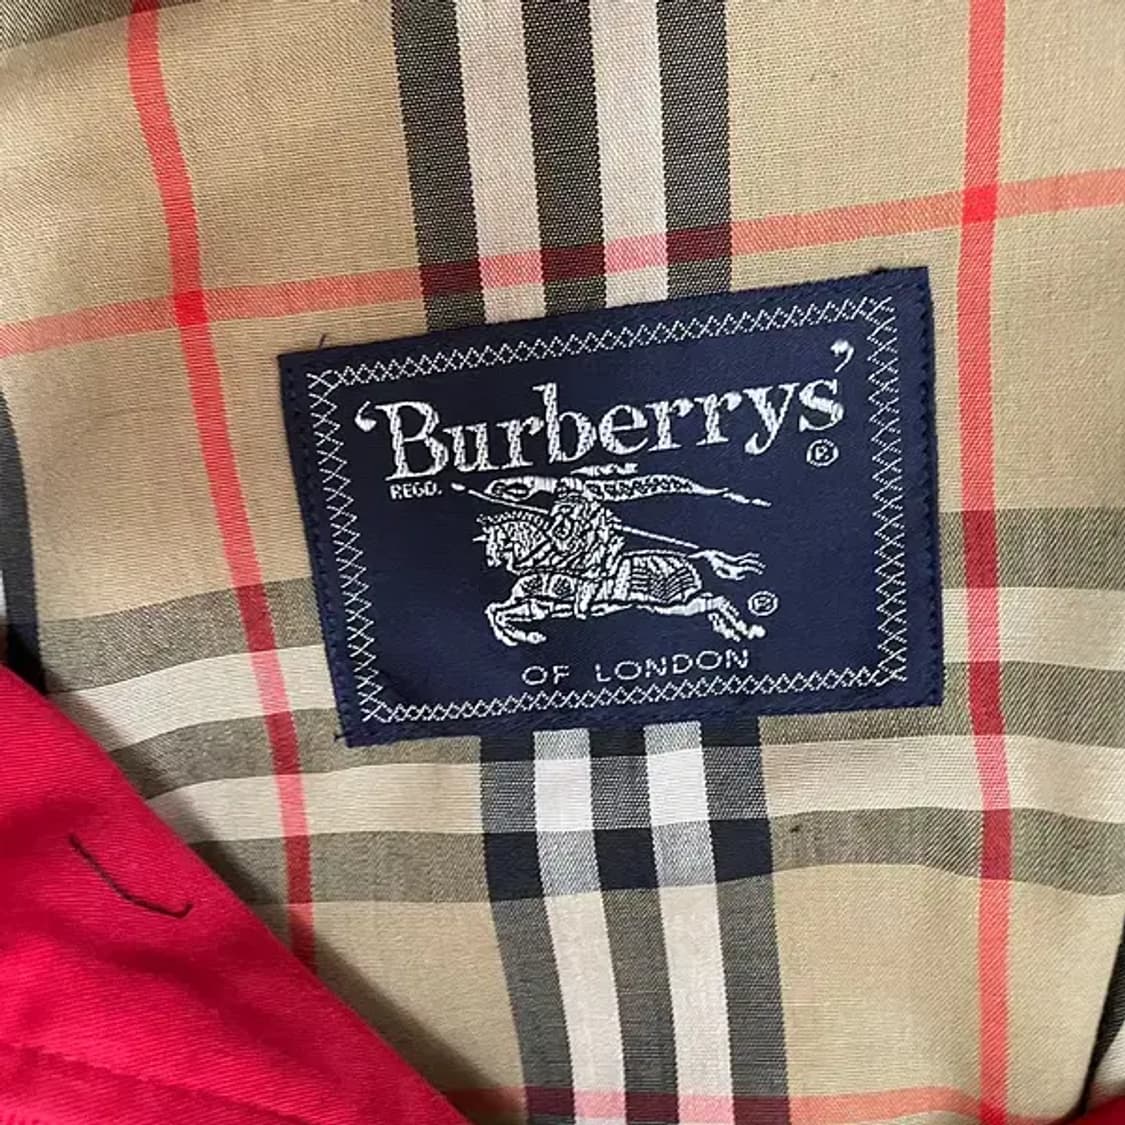 ‘Burberrys’®
REGD.
®
OF LONDON